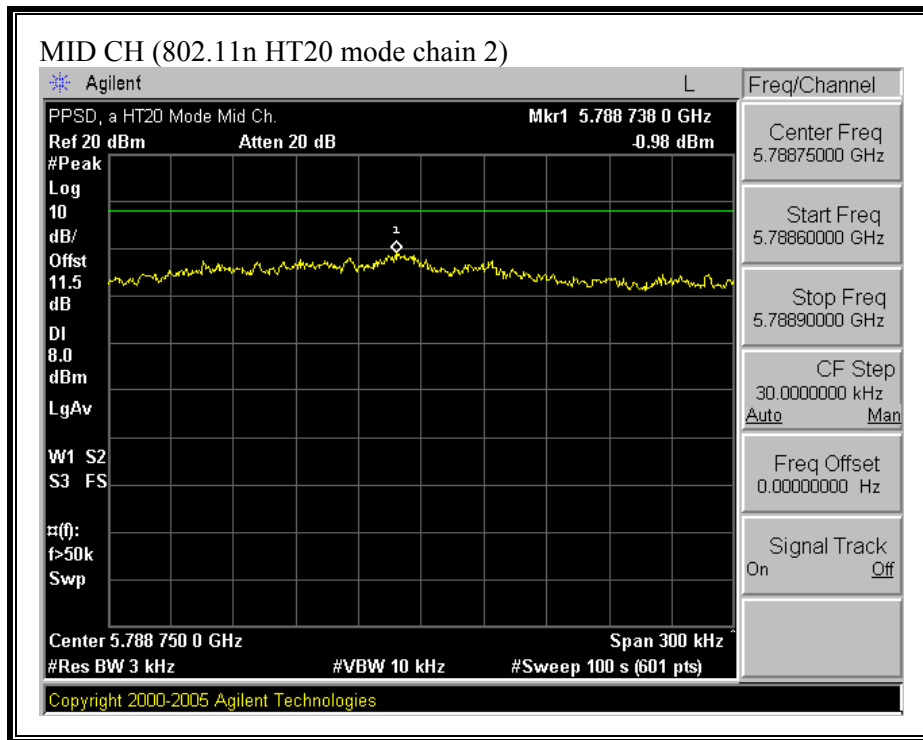 MID CH (802.11n HT20 mode chain 2)
Agilent L
PPSD, a HT20 Mode Mid Ch. Mkr1 5.788 738 0 GHz
Ref 20 dBm Atten 20 dB -0.98 dBm
#Peak
Log
10
dB/
Offst
11.5
dB
DI
8.0
dBm
LgAv
W1 S2
S3 FS
¤(f):
f>50k
Swp
1
Center 5.788 750 0 GHz Span 300 kHz ^
#Res BW 3 kHz #VBW 10 kHz #Sweep 100 s (601 pts)
Copyright 2000-2005 Agilent Technologies
Freq/Channel
Center Freq
5.78875000 GHz
Start Freq
5.78860000 GHz
Stop Freq
5.78890000 GHz
CF Step
30.0000000 kHz
Auto Man
Freq Offset
0.00000000 Hz
Signal Track
On Off